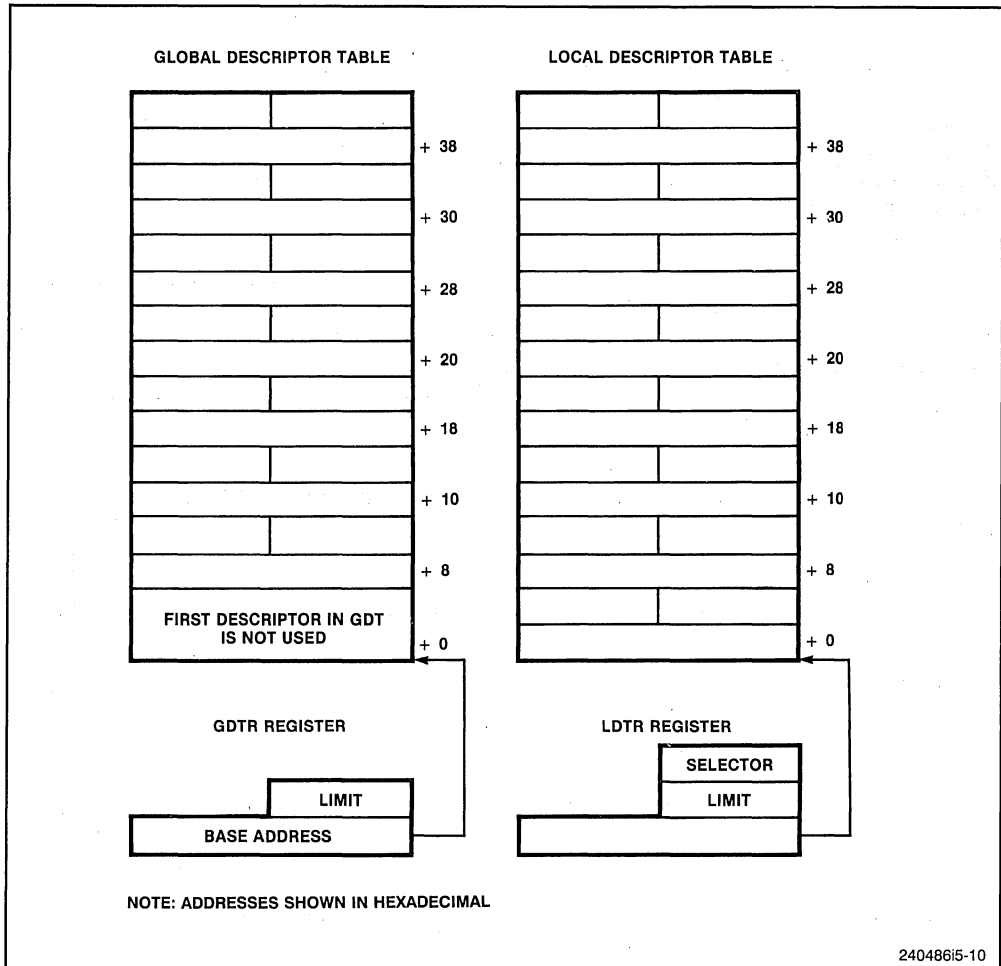 GLOBAL DESCRIPTOR TABLE
+ 38
+ 30
+ 28
+ 20
+ 18
+ 10
+ 8
FIRST DESCRIPTOR IN GDT
IS NOT USED
+ 0
GDTR REGISTER
LIMIT
BASE ADDRESS
LOCAL DESCRIPTOR TABLE
+ 38
+ 30
+ 28
+ 20
+ 18
+ 10
+ 8
+ 0
LDTR REGISTER
SELECTOR
LIMIT
NOTE: ADDRESSES SHOWN IN HEXADECIMAL
240486i5-10